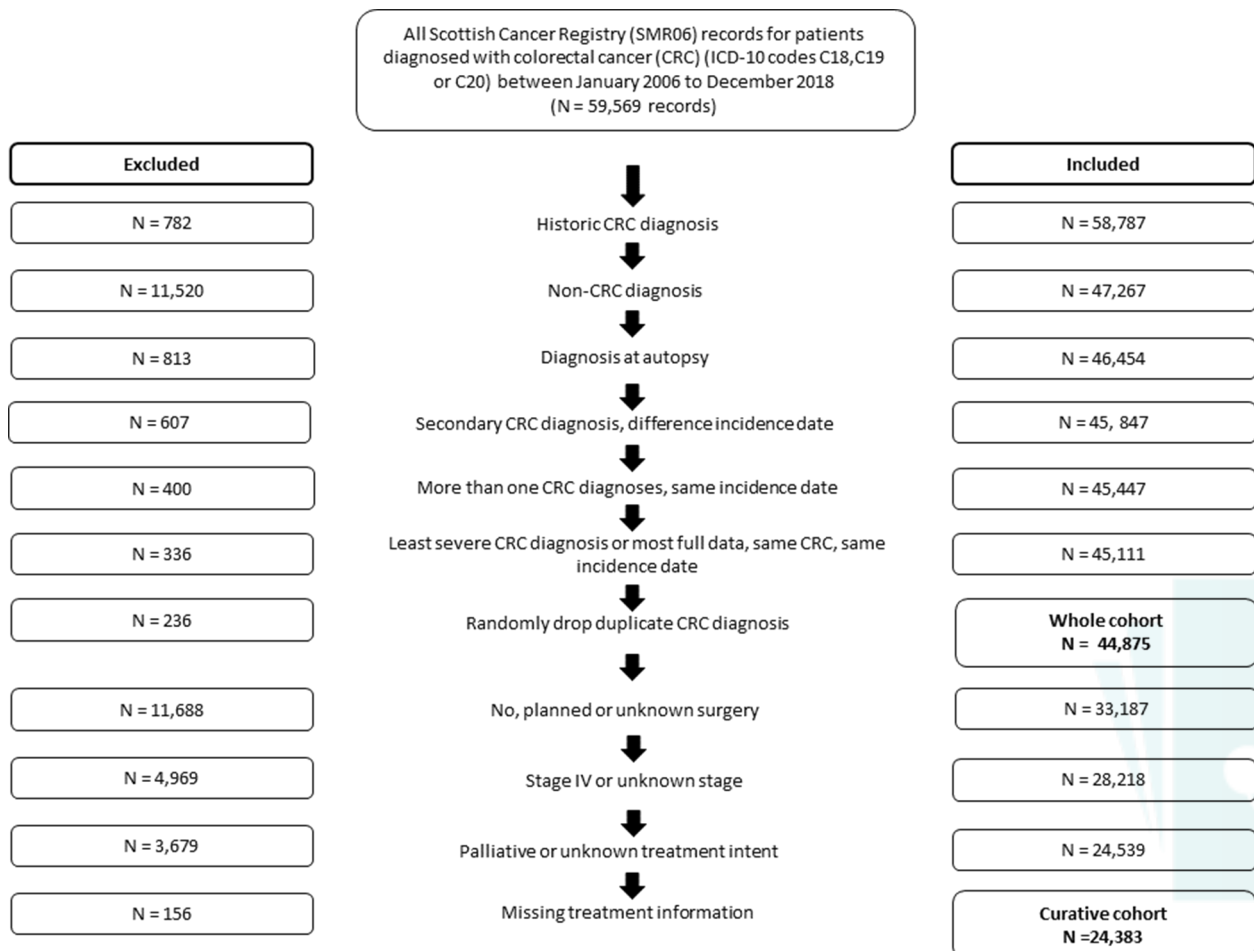 All Scottish Cancer Registry (SMR06) records for patients
diagnosed with colorectal cancer (CRC) (ICD-10 codes C18,C19
or C20) between January 2006 to December 2018
(N = 59,569 records)
Excluded
Included
N = 782
Historic CRC diagnosis
N = 58,787
N = 11,520
Non-CRC diagnosis
N = 47,267
N = 813
Diagnosis at autopsy
N = 46,454
N = 607
Secondary CRC diagnosis, difference incidence date
N = 45, 847
N = 400
More than one CRC diagnoses, same incidence date
N = 45,447
N = 336
Least severe CRC diagnosis or most full data, same CRC, same
incidence date
N = 45,111
N = 236
Randomly drop duplicate CRC diagnosis
Whole cohort
N = 44,875
N = 11,688
No, planned or unknown surgery
N = 33,187
N = 4,969
Stage IV or unknown stage
N = 28,218
N = 3,679
Palliative or unknown treatment intent
N = 24,539
N = 156
Missing treatment information
Curative cohort
N =24,383